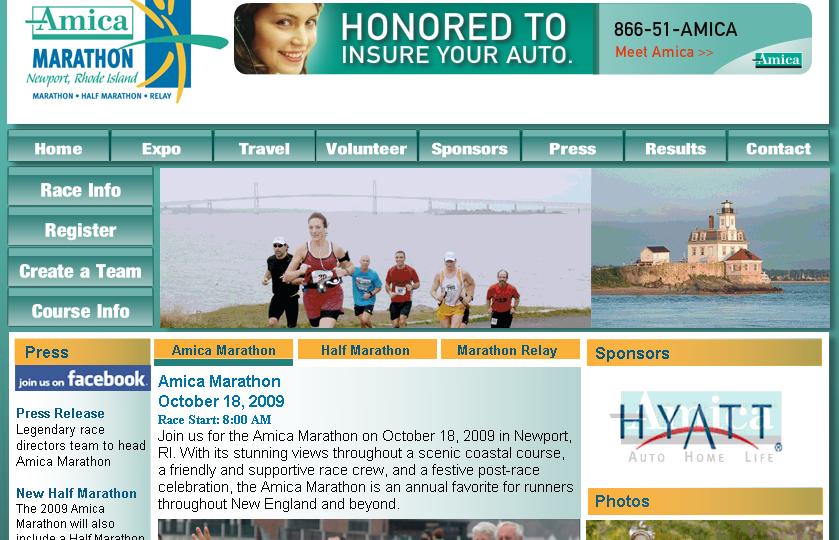 Amica
MARATHON
Newport, Rhode Island
MARATHON • HALF MARATHON • RELAY
HONORED TO
INSURE YOUR AUTO.
866-51-AMICA
Meet Amica >>
Amica
Home Expo Travel Volunteer Sponsors Press Results Contact
Race Info
Register
Create a Team
Course Info
Press
join us on facebook
Press Release
Legendary race
directors team to head
Amica Marathon
New Half Marathon
The 2009 Amica
Marathon will also
include a Half Marathon
Amica Marathon Half Marathon Marathon Relay
Amica Marathon
October 18, 2009
Race Start: 8:00 AM
Join us for the Amica Marathon on October 18, 2009 in Newport,
RI. With its stunning views throughout a scenic coastal course,
a friendly and supportive race crew, and a festive post-race
celebration, the Amica Marathon is an annual favorite for runners
throughout New England and beyond.
Sponsors
Amica
HYATT®
AUTO HOME LIFE
Photos